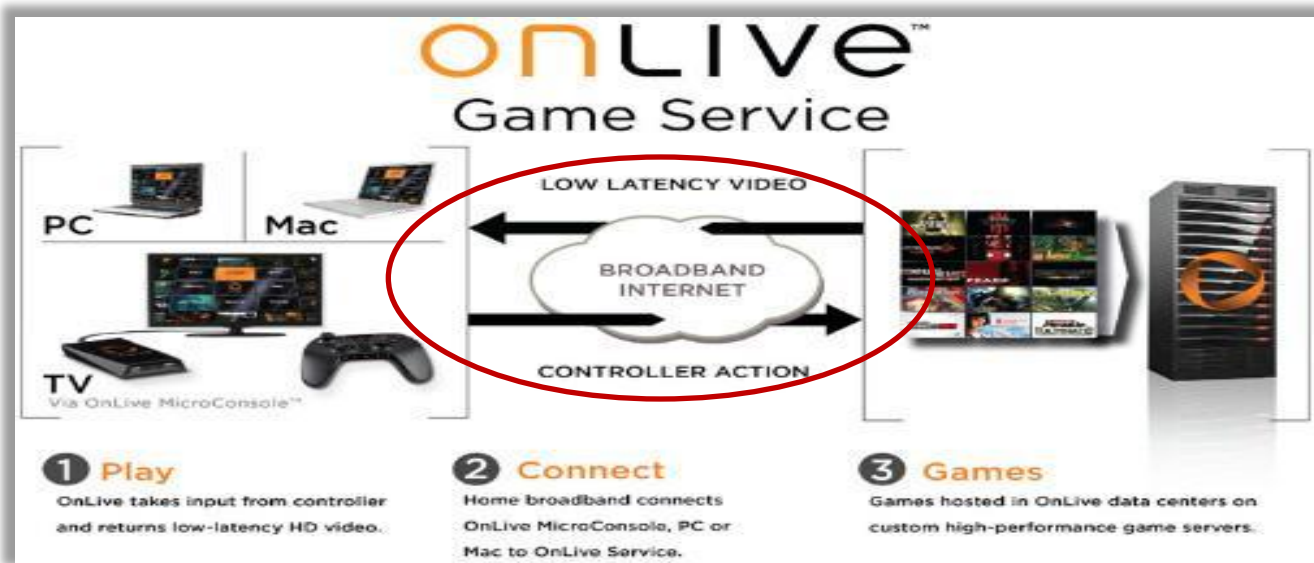 onLIVe™
Game Service
PC
Mac
TV
Via OnLive MicroConsole™
LOW LATENCY VIDEO
BROADBAND
INTERNET
CONTROLLER ACTION
1 Play
OnLive takes input from controller
and returns low-latency HD video.
2 Connect
Home broadband connects
OnLive MicroConsole, PC or
Mac to OnLive Service.
3 Games
Games hosted in OnLive data centers on
custom high-performance game servers.